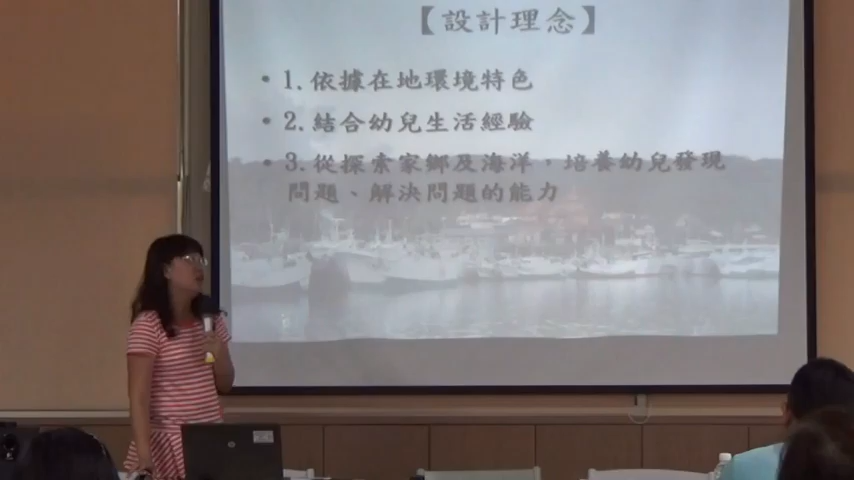 【設計理念】
• 1.依據在地環境特色
• 2.結合幼兒生活經驗
• 3.從探索家鄉及海洋，培養幼兒發現
問題、解決問題的能力